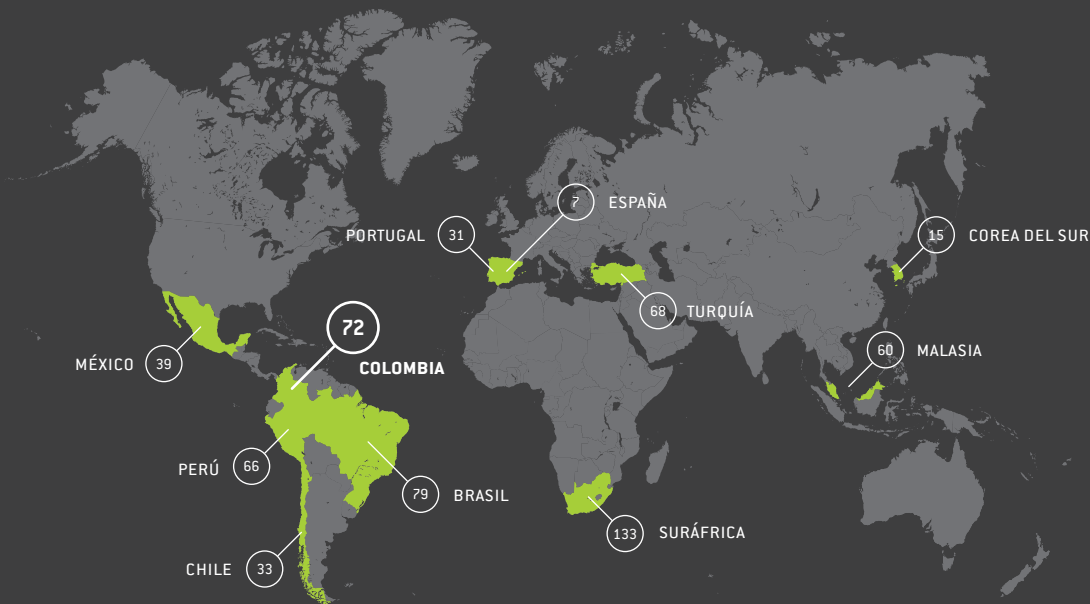 7 ESPAÑA
PORTUGAL 31
15 COREA DEL SUR
68 TURQUÍA
72
COLOMBIA
MÉXICO 39
60 MALASIA
PERÚ 66
79 BRASIL
133 SURÁFRICA
CHILE 33